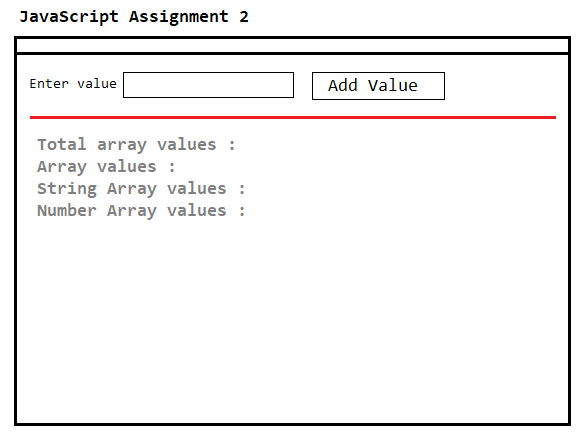 JavaScript Assignment 2
Enter value Add Value
Total array values :
Array values :
String Array values :
Number Array values :